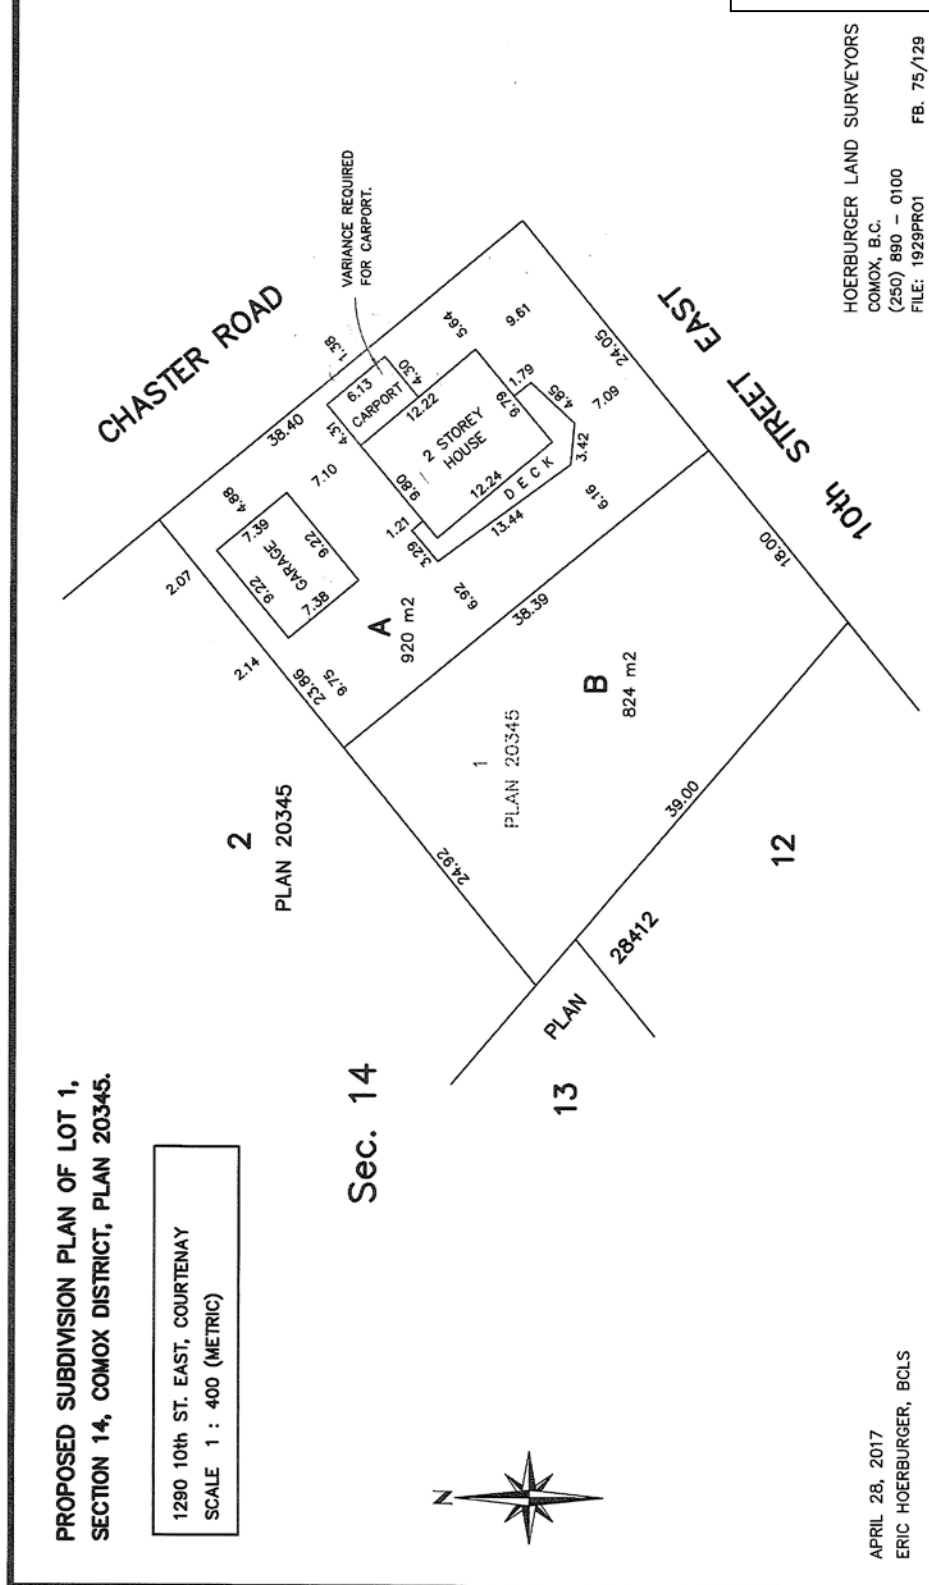 PROPOSED SUBDIVISION PLAN OF LOT 1,
SECTION 14, COMOX DISTRICT, PLAN 20345.
1290 10th ST. EAST, COURTENAY
SCALE 1 : 400 (METRIC)
N
Sec. 14
2
PLAN 20345
13
PLAN
28412
12
CHASTER ROAD
10th STREET EAST
VARIANCE REQUIRED
FOR CARPORT.
38.40
1.38
4.88
2.07
2.14
23.86
9.75
7.39
9.22
GARAGE
9.22
7.38
7.10
4.31
6.13
CARPORT
4.30
5.64
9.61
12.22
2 STOREY
HOUSE
9.80
12.24
9.79
1.79
4.85
7.09
3.42
DECK
13.44
1.21
3.29
6.92
6.16
24.05
A
920 m2
38.39
B
824 m2
1
PLAN 20345
24.92
39.00
18.00
APRIL 28, 2017
ERIC HOERBURGER, BCLS
HOERBURGER LAND SURVEYORS
COMOX, B.C.
(250) 890 - 0100
FILE: 1929PR01 FB. 75/129